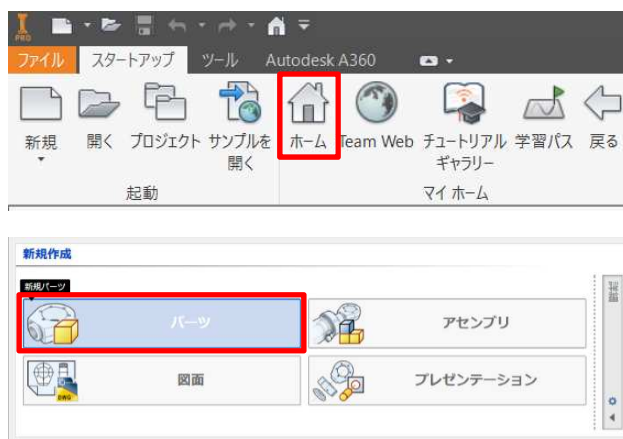 PRO
ファイル スタートアップ ツール Autodesk A360
新規 開く プロジェクト サンプルを開く ホーム Team Web チュートリアルギャラリー 学習パス 戻る
起動 マイ ホーム
新規作成
新規パーツ
パーツ アセンブリ
DWG
図面 プレゼンテーション